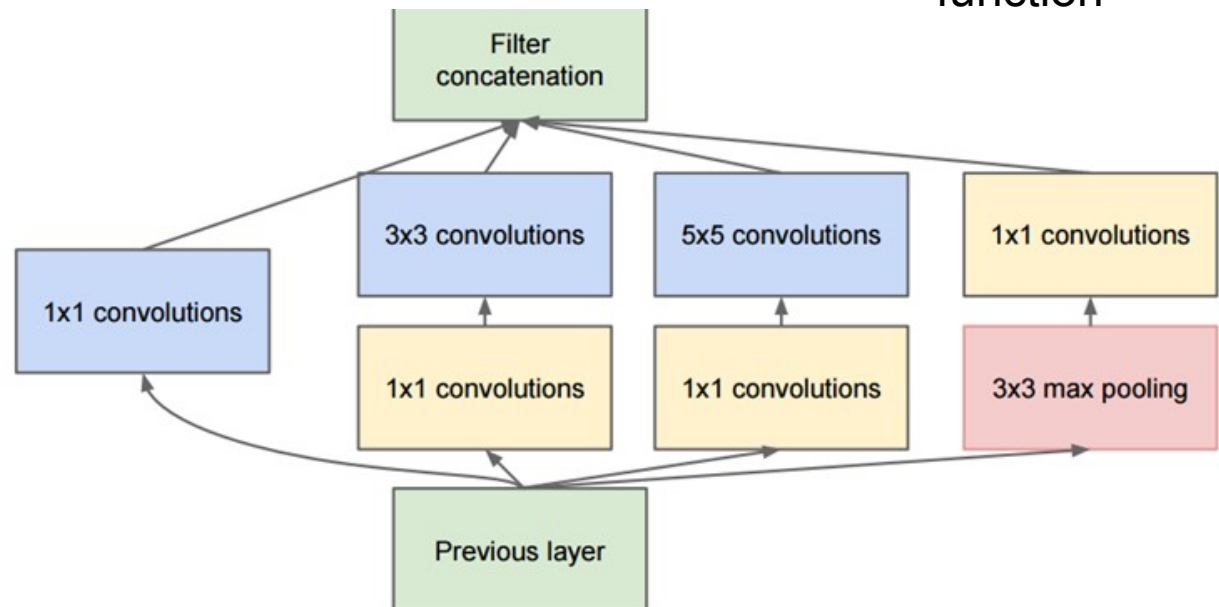 function
Filter
concatenation
3x3 convolutions
5x5 convolutions
1x1 convolutions
1x1 convolutions
1x1 convolutions
1x1 convolutions
3x3 max pooling
Previous layer